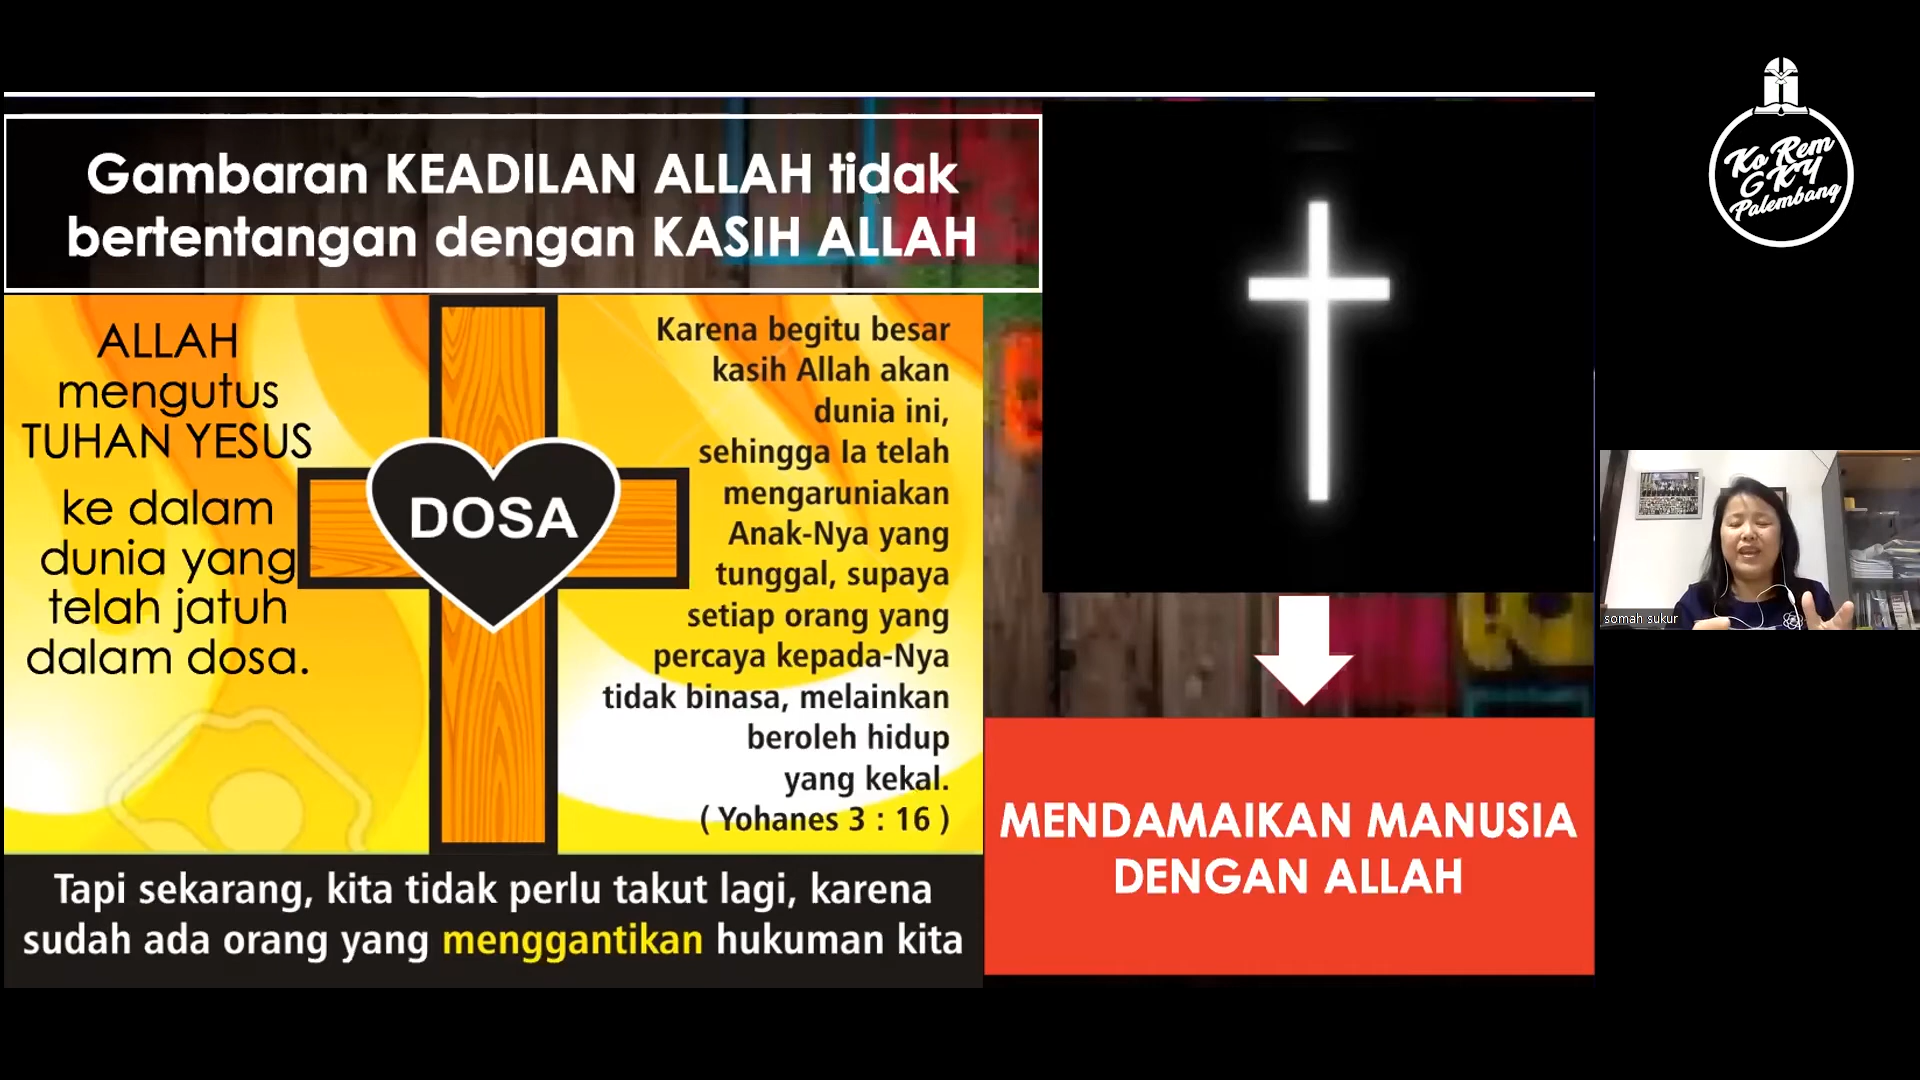 Gambaran KEADILAN ALLAH tidak
bertentangan dengan KASIH ALLAH
ALLAH
mengutus
TUHAN YESUS
ke dalam
dunia yang
telah jatuh
dalam dosa.
DOSA
Karena begitu besar
kasih Allah akan
dunia ini,
sehingga Ia telah
mengaruniakan
Anak-Nya yang
tunggal, supaya
setiap orang yang
percaya kepada-Nya
tidak binasa, melainkan
beroleh hidup
yang kekal.
( Yohanes 3 : 16 )
Tapi sekarang, kita tidak perlu takut lagi, karena
sudah ada orang yang menggantikan hukuman kita
MENDAMAIKAN MANUSIA
DENGAN ALLAH
Ko Rem
GKY
Palembang
somah sukur